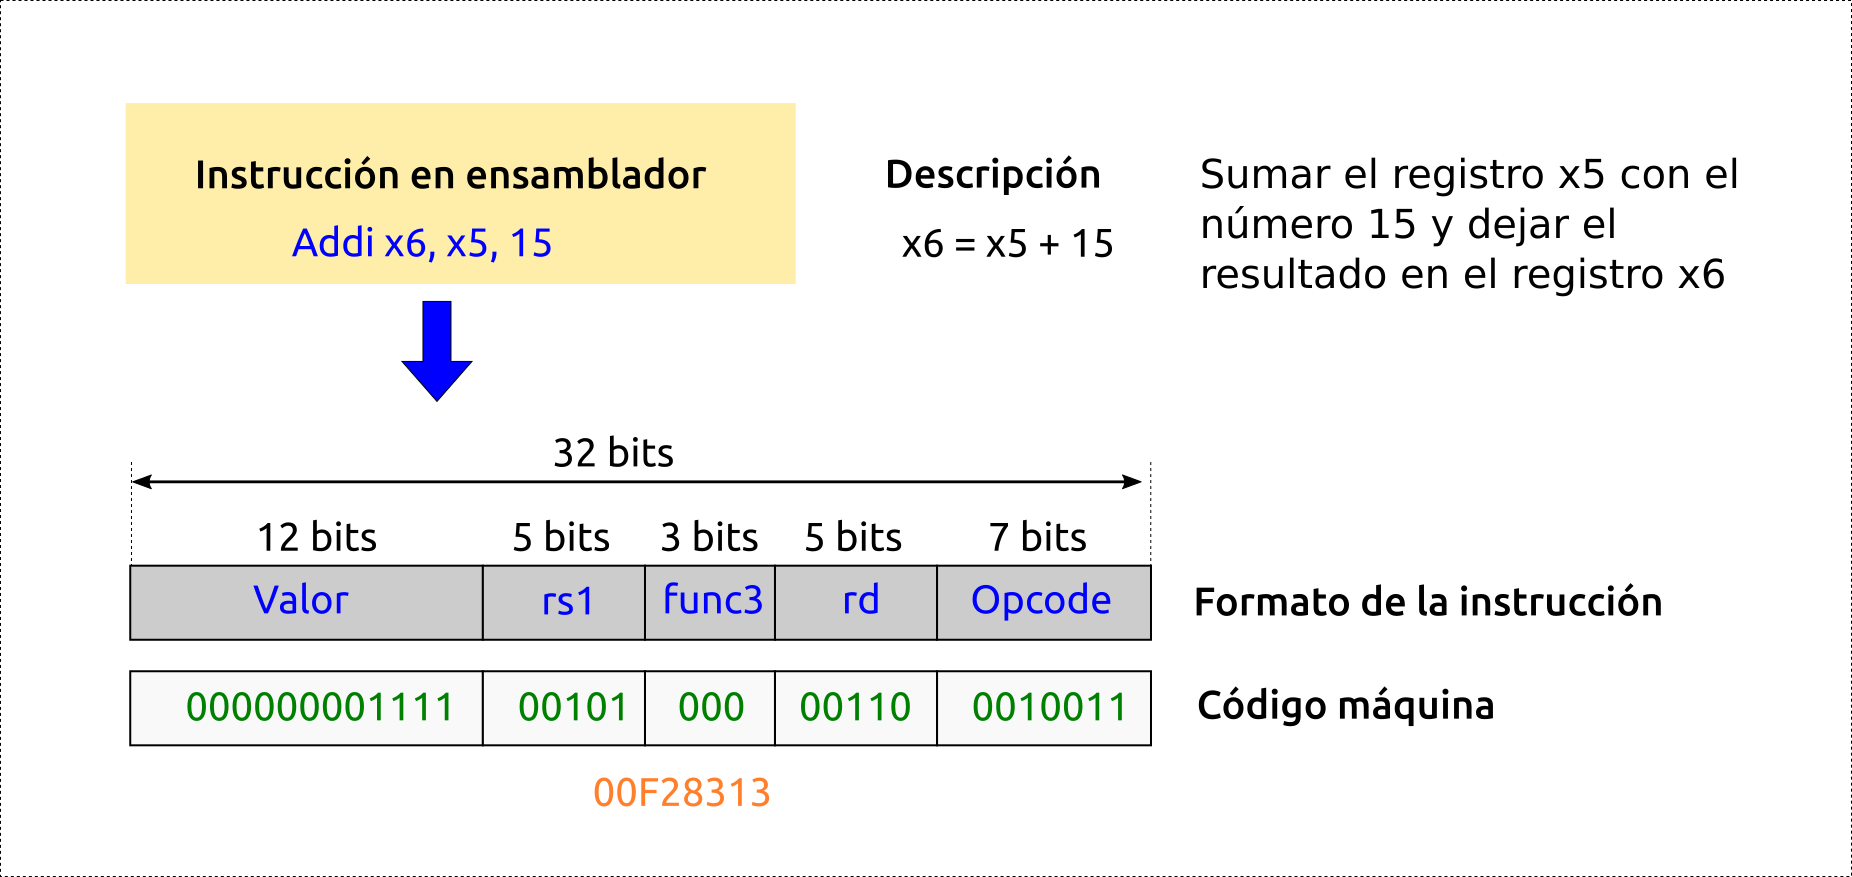 Instrucción en ensamblador
Addi x6, x5, 15
Descripción
x6 = x5 + 15
Sumar el registro x5 con el
número 15 y dejar el
resultado en el registro x6
32 bits
12 bits 5 bits 3 bits 5 bits 7 bits
Valor rs1 func3 rd Opcode
Formato de la instrucción
000000001111 00101 000 00110 0010011
Código máquina
00F28313